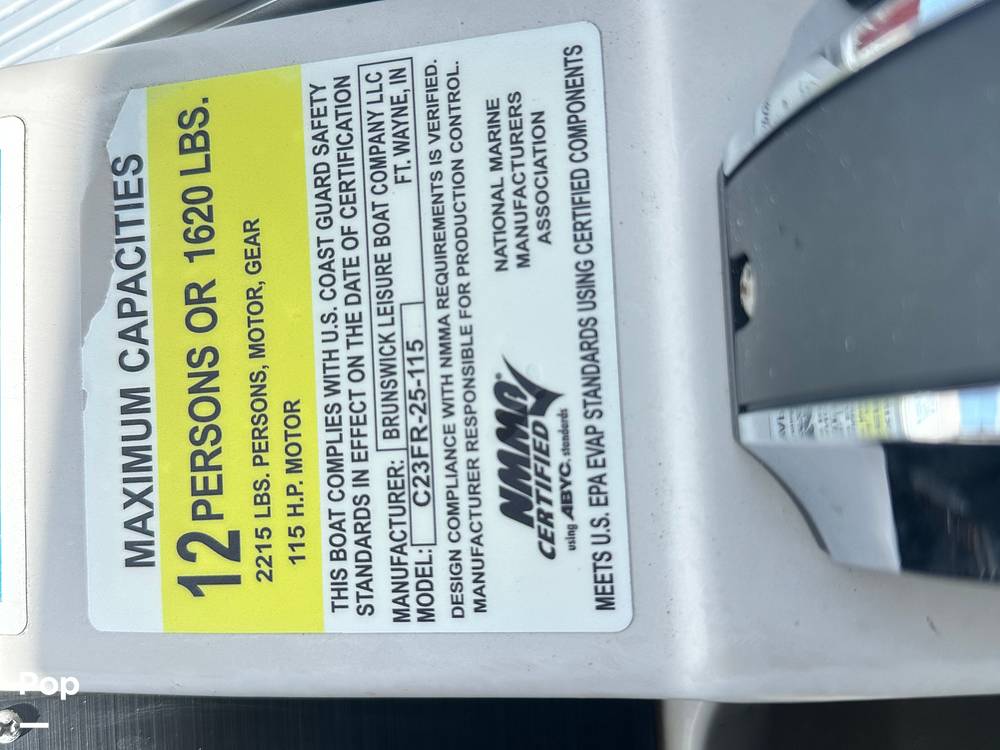 MAXIMUM CAPACITIES
12 PERSONS OR 1620 LBS.
2215 LBS. PERSONS, MOTOR, GEAR
115 H.P. MOTOR
THIS BOAT COMPLIES WITH U.S. COAST GUARD SAFETY
STANDARDS IN EFFECT ON THE DATE OF CERTIFICATION
MANUFACTURER: BRUNSWICK LEISURE BOAT COMPANY LLC
MODEL: C23FR-25-115 FT. WAYNE, IN
DESIGN COMPLIANCE WITH NMMA REQUIREMENTS IS VERIFIED.
MANUFACTURER RESPONSIBLE FOR PRODUCTION CONTROL.
NMMA®
CERTIFIED
using ABYC. standards
NATIONAL MARINE
MANUFACTURERS
ASSOCIATION
MEETS U.S. EPA EVAP STANDARDS USING CERTIFIED COMPONENTS
Pop